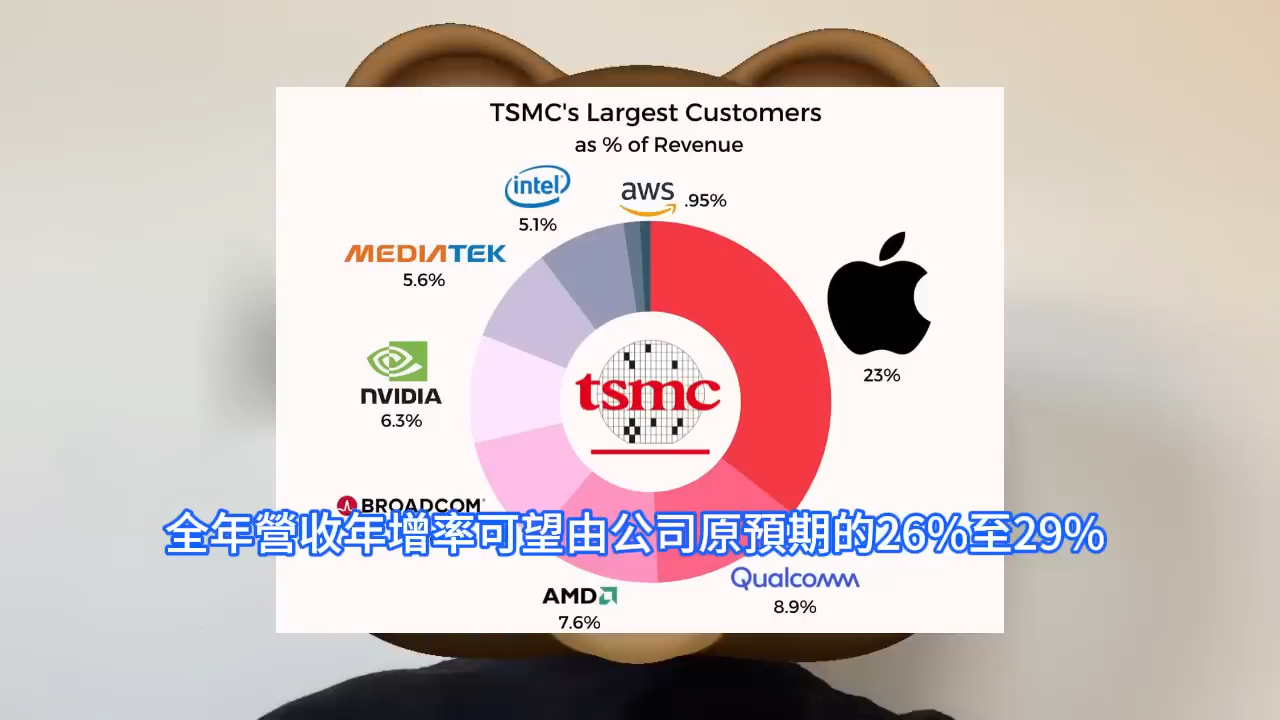 TSMC's Largest Customers
as % of Revenue
intel
5.1%
aws
.95%
MEDIATEK
5.6%
23%
NVIDIA
6.3%
tsmc
BROADCOM
全年營收年增率可望由公司原預期的26%至29%
Qualcomm
8.9%
AMD
7.6%